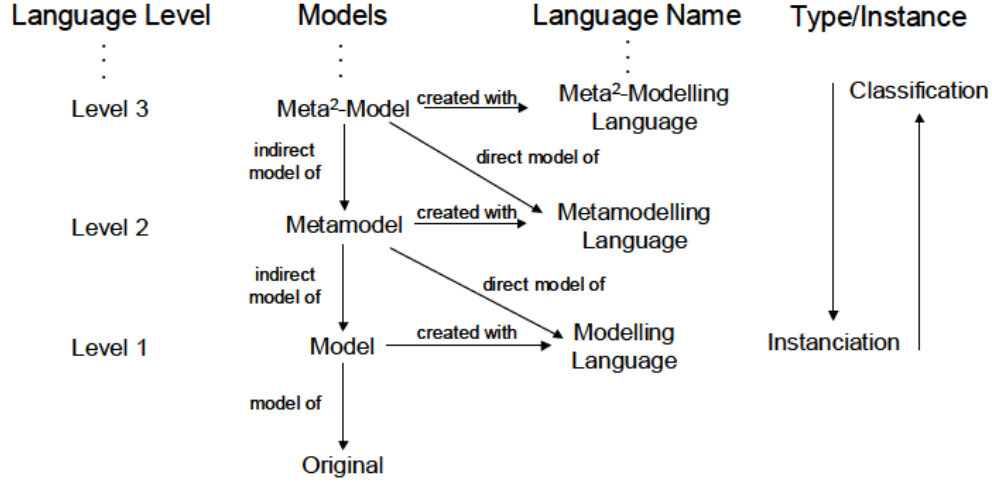 Language Level Models Language Name Type/Instance
Level 3 Meta²-Model created with Meta²-Modelling Classification
Language
indirect direct model of
model of
Level 2 Metamodel created with Metamodelling
Language
indirect direct model of
model of
Level 1 Model created with Modelling Instanciation
Language
model of
Original